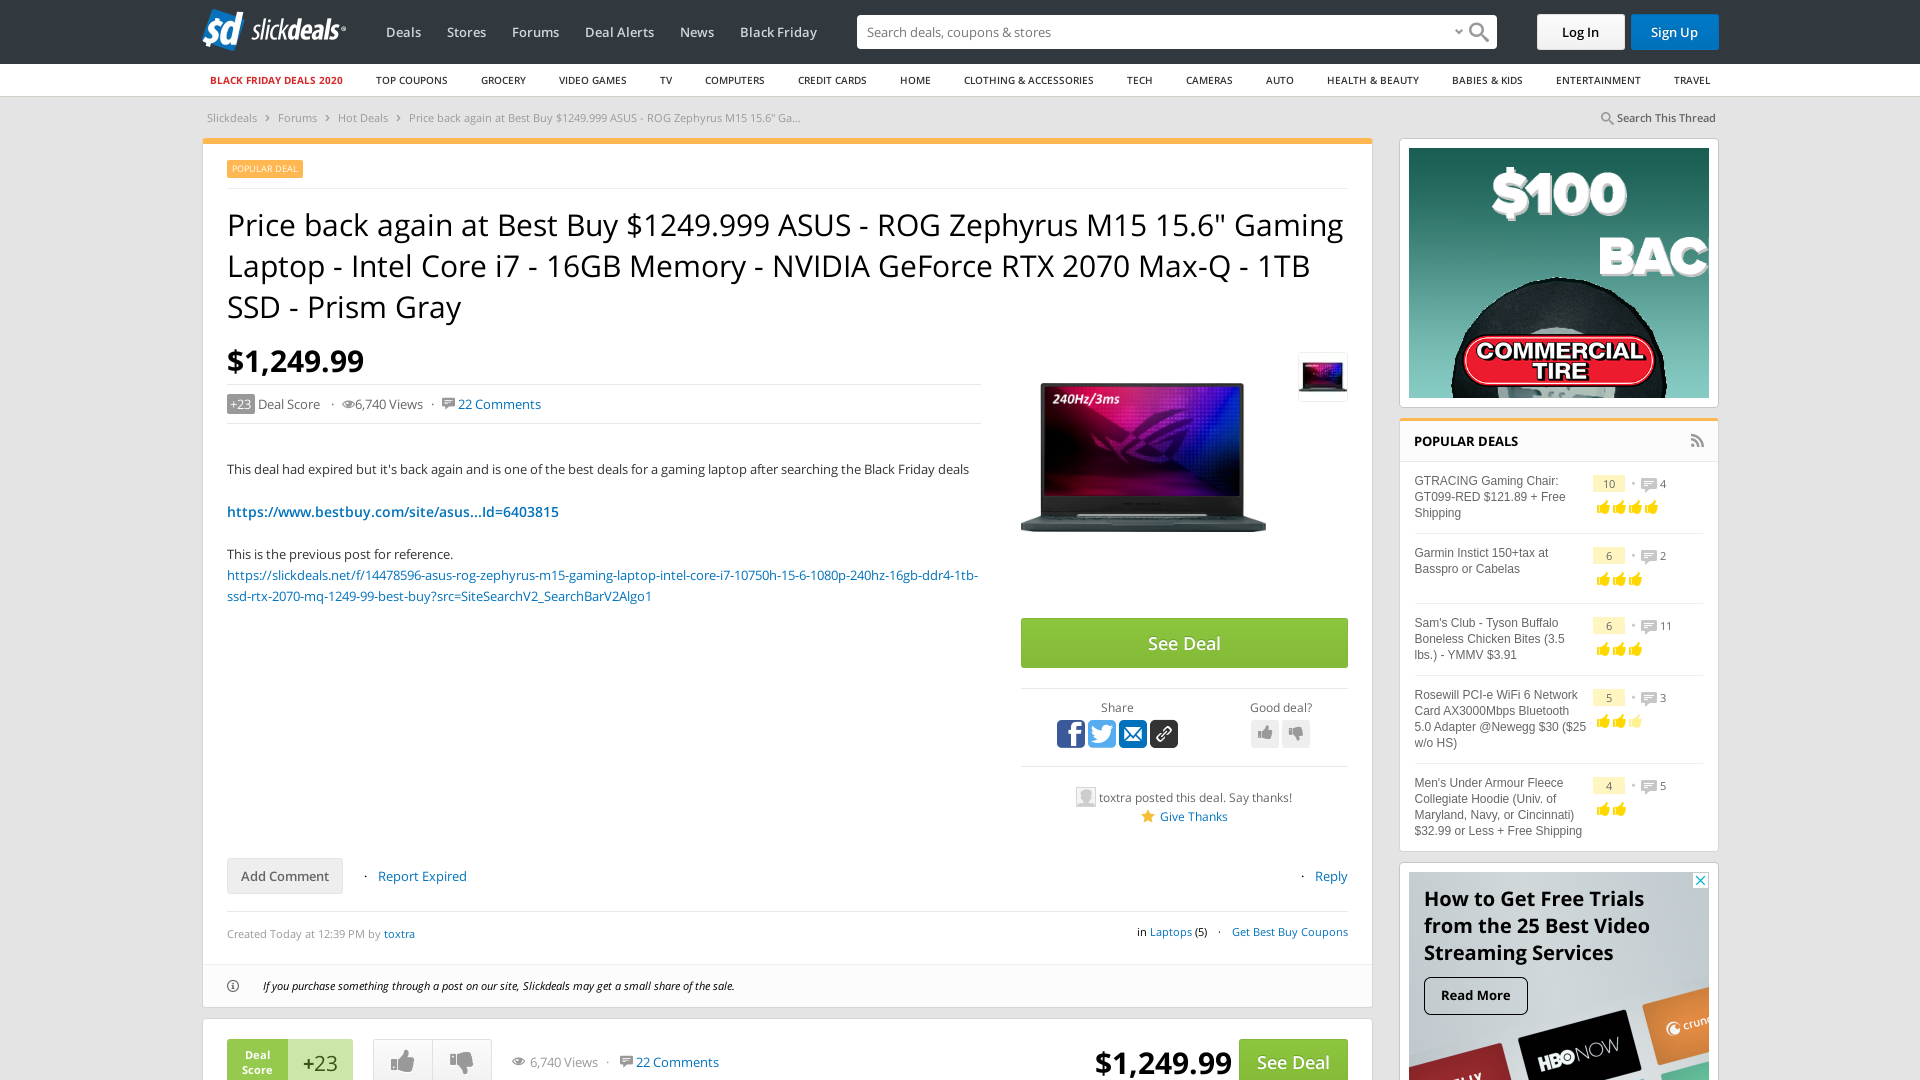 sd slickdeals
Deals Stores Forums Deal Alerts News Black Friday
Search deals, coupons & stores
Log In
Sign Up
BLACK FRIDAY DEALS 2020 TOP COUPONS GROCERY VIDEO GAMES TV COMPUTERS CREDIT CARDS HOME CLOTHING & ACCESSORIES TECH CAMERAS AUTO HEALTH & BEAUTY BABIES & KIDS ENTERTAINMENT TRAVEL
Slickdeals › Forums › Hot Deals › Price back again at Best Buy $1249.999 ASUS - ROG Zephyrus M15 15.6" Ga...
Search This Thread
POPULAR DEAL
Price back again at Best Buy $1249.999 ASUS - ROG Zephyrus M15 15.6" Gaming
Laptop - Intel Core i7 - 16GB Memory - NVIDIA GeForce RTX 2070 Max-Q - 1TB
SSD - Prism Gray
$1,249.99
+23 Deal Score · 6,740 Views · 22 Comments
This deal had expired but it's back again and is one of the best deals for a gaming laptop after searching the Black Friday deals
https://www.bestbuy.com/site/asus...Id=6403815
This is the previous post for reference.
https://slickdeals.net/f/14478596-asus-rog-zephyrus-m15-gaming-laptop-intel-core-i7-10750h-15-6-1080p-240hz-16gb-ddr4-1tb-
ssd-rtx-2070-mq-1249-99-best-buy?src=SiteSearchV2_SearchBarV2Algo1
240Hz/3ms
See Deal
Share
Good deal?
toxtra posted this deal. Say thanks!
Give Thanks
Add Comment · Report Expired
· Reply
Created Today at 12:39 PM by toxtra
in Laptops (5) · Get Best Buy Coupons
If you purchase something through a post on our site, Slickdeals may get a small share of the sale.
Deal
Score
+23
6,740 Views · 22 Comments
$1,249.99
See Deal
$100
BAC
COMMERCIAL
TIRE
POPULAR DEALS
GTRACING Gaming Chair:
GT099-RED $121.89 + Free
Shipping
10 • 4
Garmin Instict 150+tax at
Basspro or Cabelas
6 • 2
Sam's Club - Tyson Buffalo
Boneless Chicken Bites (3.5
lbs.) - YMMV $3.91
6 • 11
Rosewill PCI-e WiFi 6 Network
Card AX3000Mbps Bluetooth
5.0 Adapter @Newegg $30 ($25
w/o HS)
5 • 3
Men's Under Armour Fleece
Collegiate Hoodie (Univ. of
Maryland, Navy, or Cincinnati)
$32.99 or Less + Free Shipping
4 • 5
How to Get Free Trials
from the 25 Best Video
Streaming Services
Read More
crunc
HBO NOW